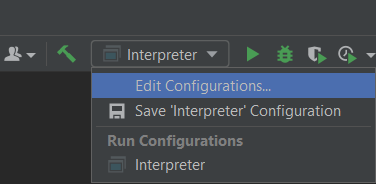 Interpreter
Edit Configurations...
Save 'Interpreter' Configuration
Run Configurations
Interpreter